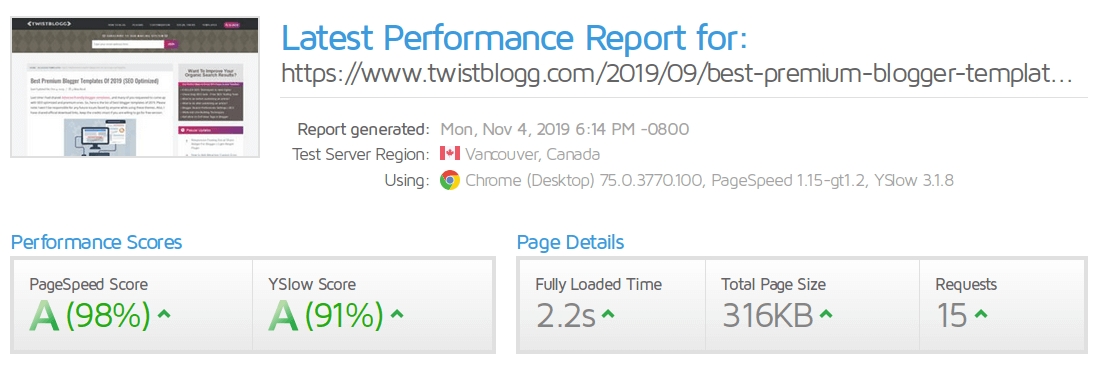 TWISTBLOGG
Best Premium Blogger Templates Of 2019 (SEO Optimized)
Want To Improve Your
Organic Search Results?
Latest Performance Report for:
https://www.twistblogg.com/2019/09/best-premium-blogger-templat...
Report generated: Mon, Nov 4, 2019 6:14 PM -0800
Test Server Region: Vancouver, Canada
Using: Chrome (Desktop) 75.0.3770.100, PageSpeed 1.15-gt1.2, YSlow 3.1.8
Performance Scores
PageSpeed Score
A (98%)
YSlow Score
A (91%)
Page Details
Fully Loaded Time
2.2s
Total Page Size
316KB
Requests
15